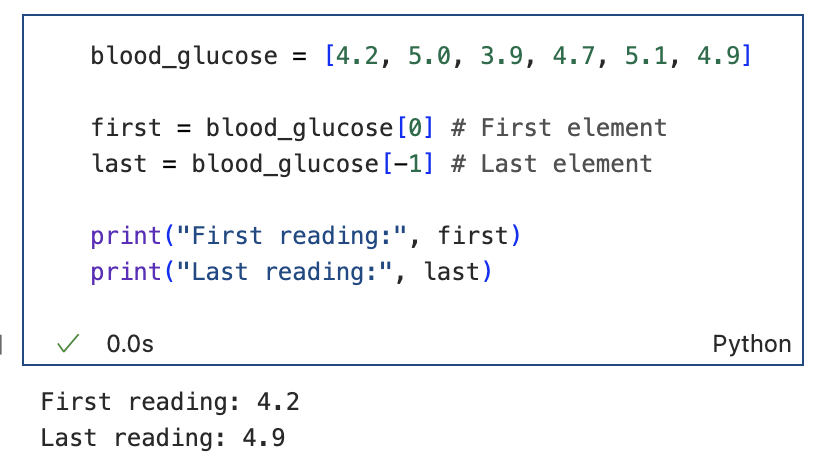 blood_glucose = [4.2, 5.0, 3.9, 4.7, 5.1, 4.9]
first = blood_glucose[0] # First element
last = blood_glucose[-1] # Last element
print("First reading:", first)
print("Last reading:", last)
0.0s Python
First reading: 4.2
Last reading: 4.9